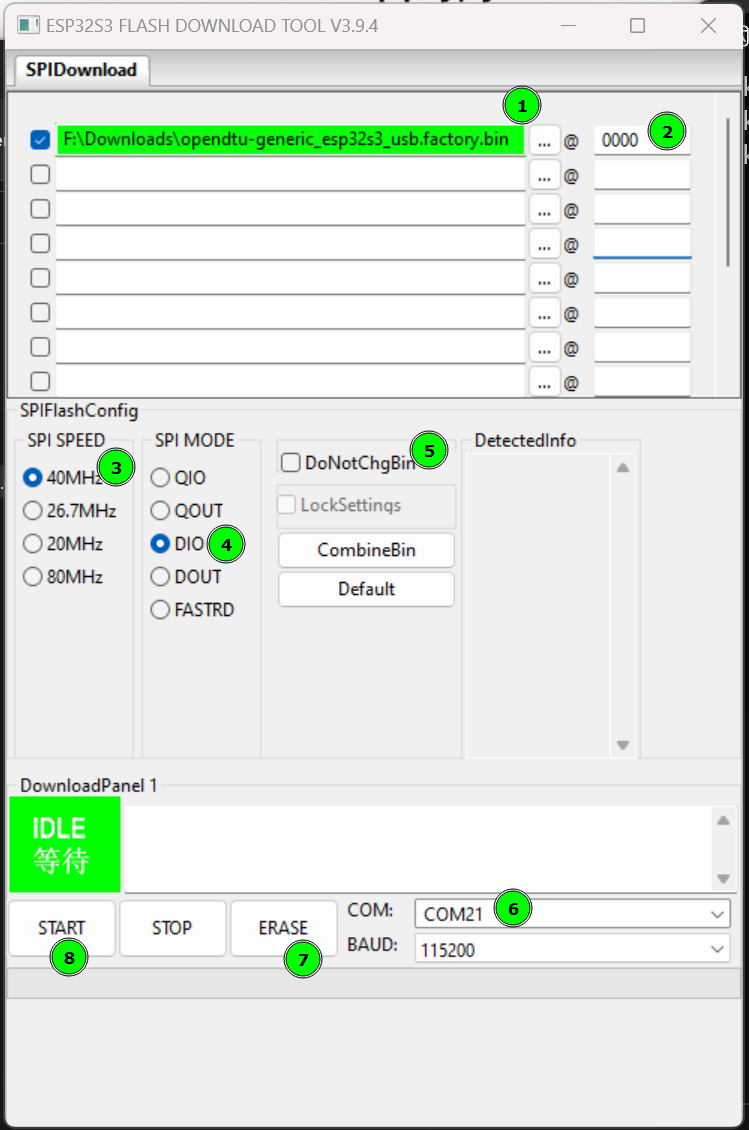 ESP32S3 FLASH DOWNLOAD TOOL V3.9.4
SPIDownload
1
F:\Downloads\opendtu-generic_esp32s3_usb.factory.bin ... @ 0000 2
... @
... @
... @
... @
... @
... @
... @
SPIFlashConfig
SPI SPEED
40MHz 3
26.7MHz
20MHz
80MHz
SPI MODE
QIO
QOUT
DIO 4
DOUT
FASTRD
DoNotChgBin 5
LockSettings
CombineBin
Default
DetectedInfo
DownloadPanel 1
IDLE
等待
START
8
STOP
ERASE
7
COM: COM21 6
BAUD: 115200